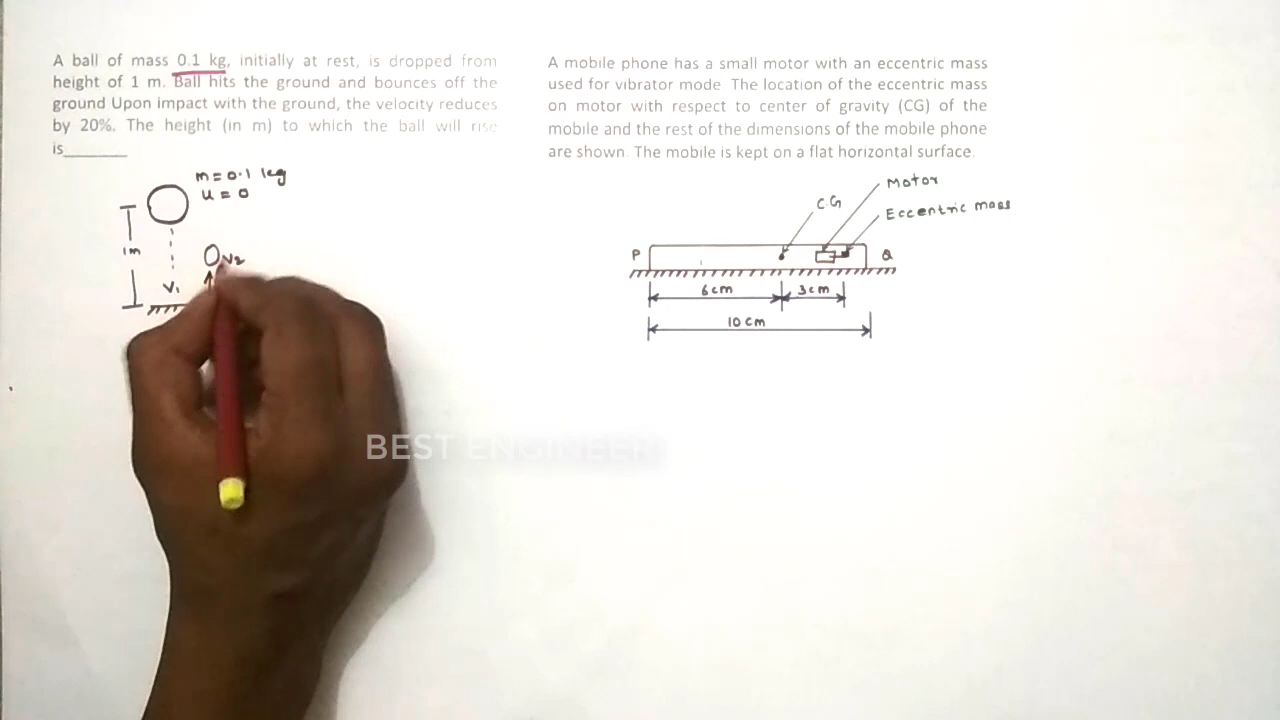 A ball of mass 0.1 kg, initially at rest, is dropped from
height of 1 m. Ball hits the ground and bounces off the
ground Upon impact with the ground, the velocity reduces
by 20%. The height (in m) to which the ball will rise
is_______
m = 0.1 kg
u = 0
1m
V1
V2
A mobile phone has a small motor with an eccentric mass
used for vibrator mode The location of the eccentric mass
on motor with respect to center of gravity (CG) of the
mobile and the rest of the dimensions of the mobile phone
are shown. The mobile is kept on a flat horizontal surface.
Motor
C.G
Eccentric mass
P
Q
6cm
3cm
10 cm
BEST ENGINEER